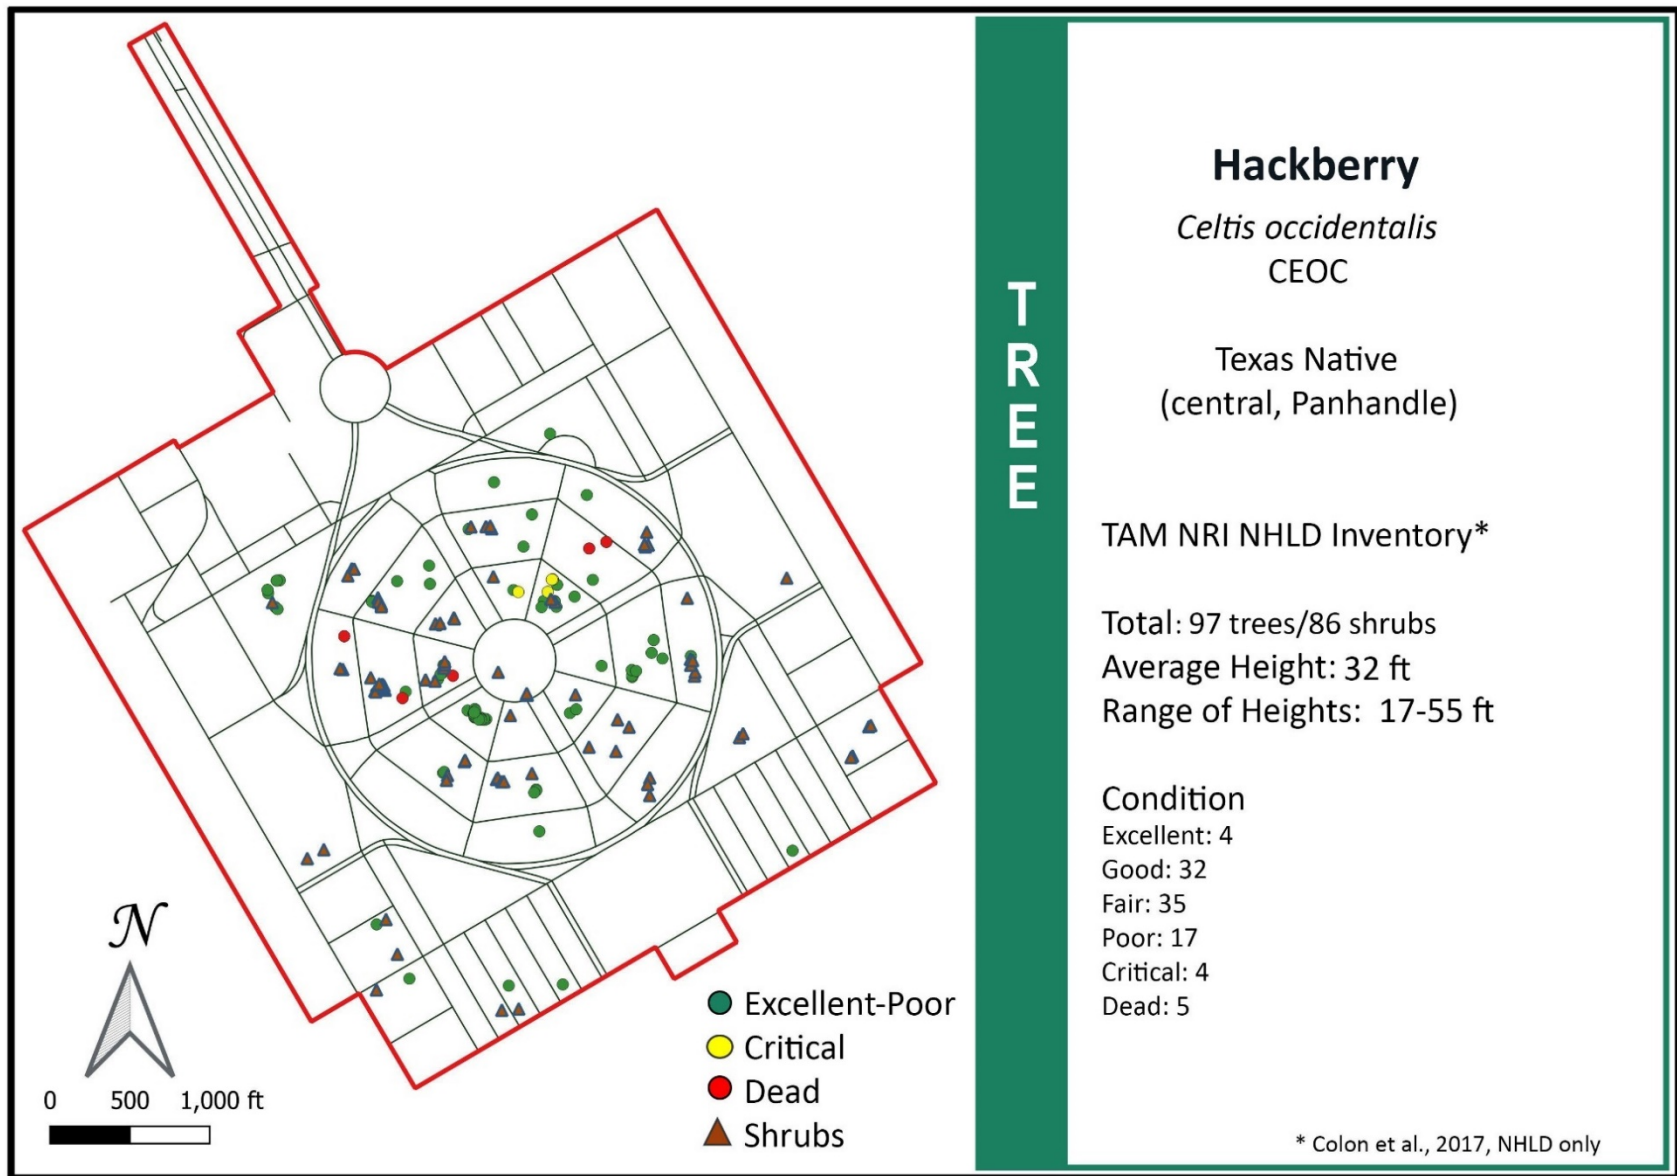 N
0 500 1,000 ft
Excellent-Poor
Critical
Dead
Shrubs
T
R
E
E
Hackberry
Celtis occidentalis
CEOC
Texas Native
(central, Panhandle)
TAM NRI NHLD Inventory*
Total: 97 trees/86 shrubs
Average Height: 32 ft
Range of Heights: 17-55 ft
Condition
Excellent: 4
Good: 32
Fair: 35
Poor: 17
Critical: 4
Dead: 5
* Colon et al., 2017, NHLD only